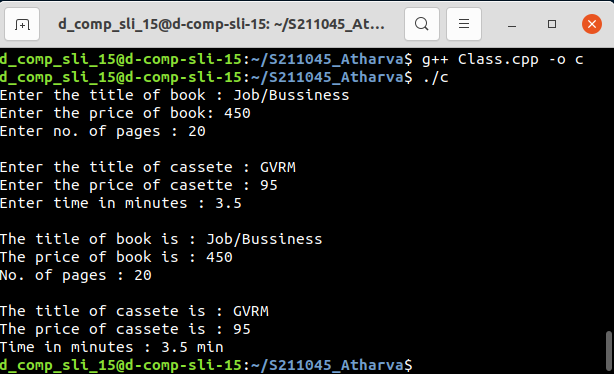 d_comp_sli_15@d-comp-sli-15: ~/S211045_At...
d_comp_sli_15@d-comp-sli-15:~/S211045_Atharva$ g++ Class.cpp -o c
d_comp_sli_15@d-comp-sli-15:~/S211045_Atharva$ ./c
Enter the title of book : Job/Bussiness
Enter the price of book: 450
Enter no. of pages : 20

Enter the title of cassete : GVRM
Enter the price of casette : 95
Enter time in minutes : 3.5

The title of book is : Job/Bussiness
The price of book is : 450
No. of pages : 20

The title of cassete is : GVRM
The price of cassete is : 95
Time in minutes : 3.5 min
d_comp_sli_15@d-comp-sli-15:~/S211045_Atharva$